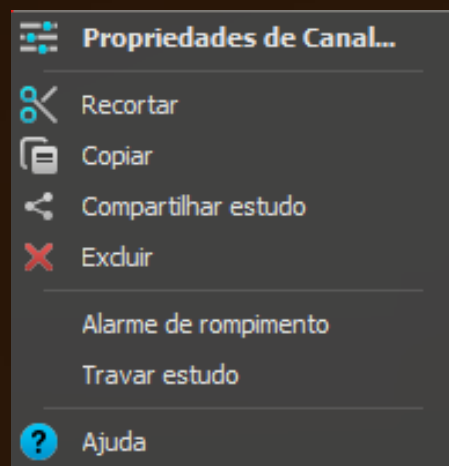 Propriedades de Canal...
Recortar
Copiar
Compartilhar estudo
Excluir
Alarme de rompimento
Travar estudo
? Ajuda